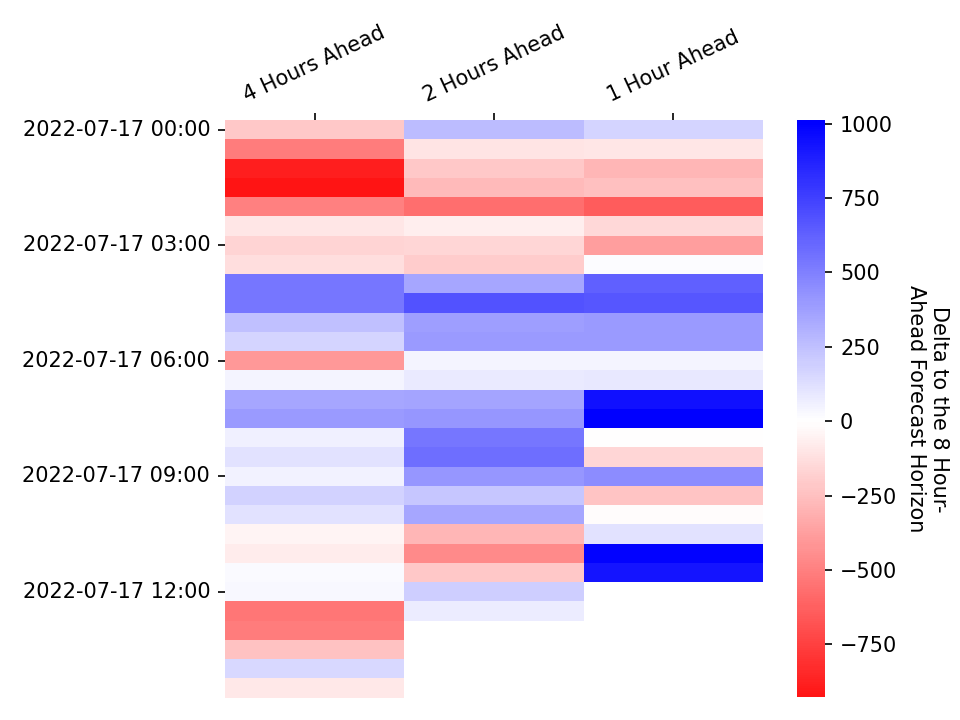 4 Hours Ahead
2 Hours Ahead
1 Hour Ahead
2022-07-17 00:00
2022-07-17 03:00
2022-07-17 06:00
2022-07-17 09:00
2022-07-17 12:00
1000
750
500
250
0
−250
−500
−750
Delta to the 8 Hour-
Ahead Forecast Horizon